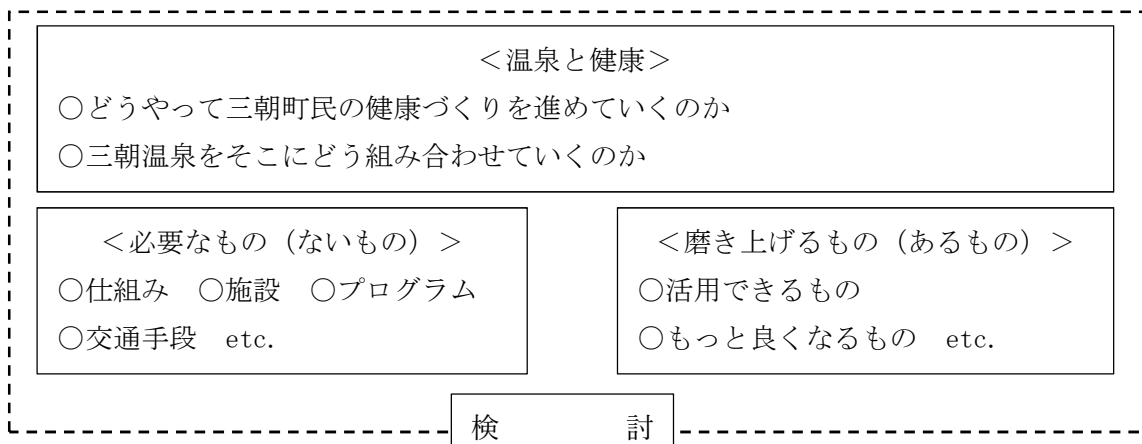 ＜温泉と健康＞
○どうやって三朝町民の健康づくりを進めていくのか
○三朝温泉をそこにどう組み合わせていくのか
＜必要なもの（ないもの）＞
○仕組み　○施設　○プログラム
○交通手段　etc.
＜磨き上げるもの（あるもの）＞
○活用できるもの
○もっと良くなるもの　etc.
検　　　　討